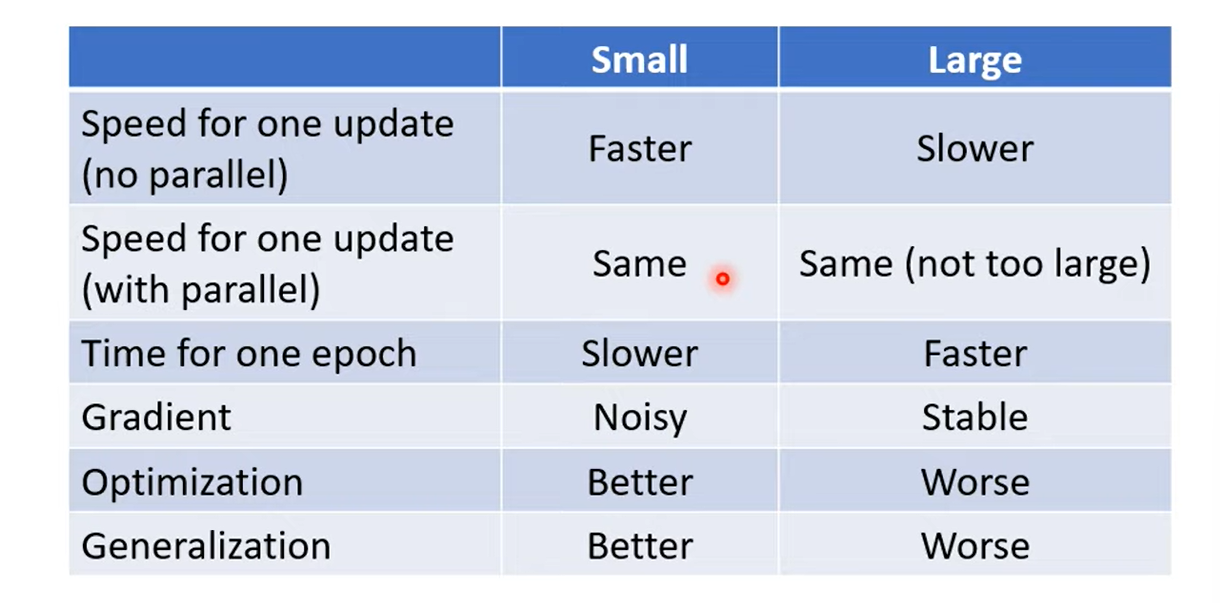 Small Large
Speed for one update
(no parallel)
Faster Slower
Speed for one update
(with parallel)
Same Same (not too large)
Time for one epoch Slower Faster
Gradient Noisy Stable
Optimization Better Worse
Generalization Better Worse